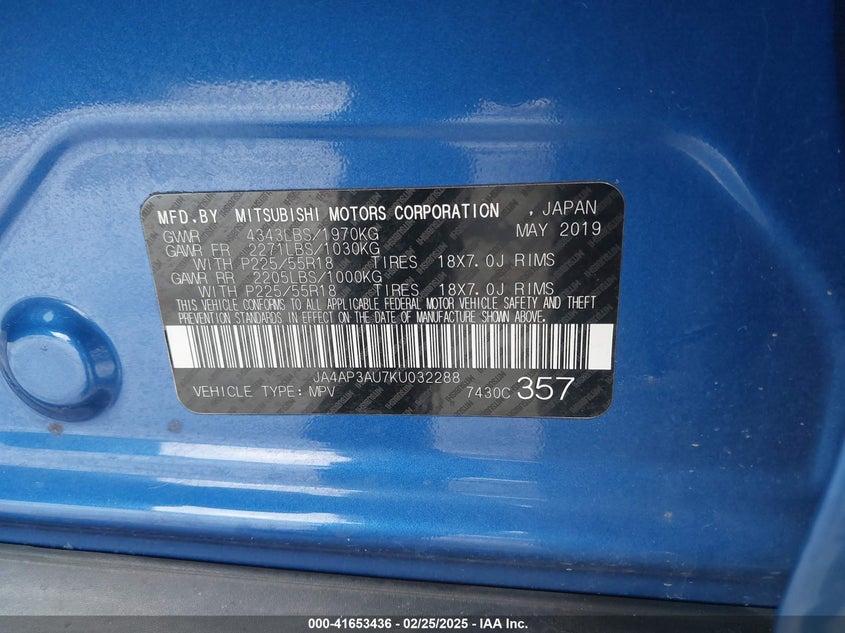 MFD.BY MITSUBISHI MOTORS CORPORATION , JAPAN
GVWR 4343LBS/1970KG MAY 2019
GAWR FR 2271LBS/1030KG
WITH P225/55R18 TIRES 18X7.0J RIMS
GAWR RR 2205LBS/1000KG
WITH P225/55R18 TIRES 18X7.0J RIMS
THIS VEHICLE CONFORMS TO ALL APPLICABLE FEDERAL MOTOR VEHICLE SAFETY AND THEFT
PREVENTION STANDARDS IN EFFECT ON THE DATE OF MANUFACTURE SHOWN ABOVE.
JA4AP3AU7KU032288
VEHICLE TYPE: MPV 7430C 357
000-41653436 - 02/25/2025 - IAA Inc.